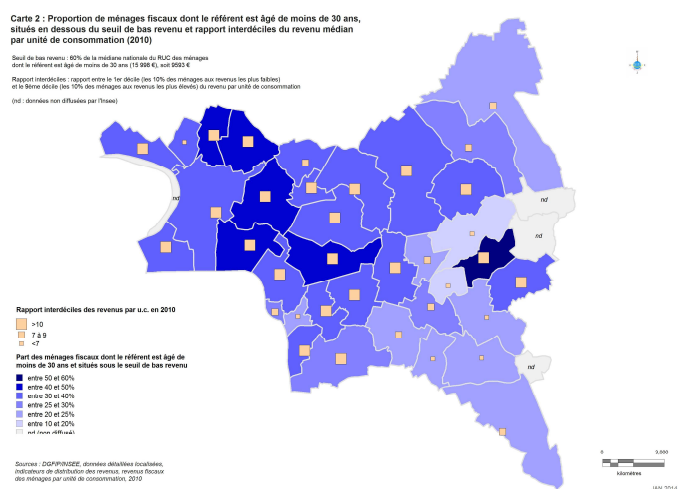 Carte 2 : Proportion de ménages fiscaux dont le référent est âgé de moins de 30 ans,
situés en dessous du seuil de bas revenu et rapport interdéciles du revenu médian
par unité de consommation (2010)
Seuil de bas revenu : 60% de la médiane nationale du RUC des ménages
dont le référent est âgé de moins de 30 ans (15 998 €), soit 9593 €
Rapport interdéciles : rapport entre le 1er décile (les 10% des ménages aux revenus les plus faibles)
et le 9ème décile (les 10% des ménages aux revenus les plus élevés) du revenu par unité de consommation
(nd : données non diffusées par l'Insee)
nd
nd
nd
nd
Rapport interdéciles des revenus par u.c. en 2010
>10
7 à 9
<7
Part des ménages fiscaux dont le référent est âgé de
moins de 30 ans et situés sous le seuil de bas revenu
entre 50 et 60%
entre 40 et 50%
entre 30 et 40%
entre 25 et 30%
entre 20 et 25%
entre 10 et 20%
nd (non diffusé)
Sources : DGFIP/INSEE, données détaillées localisées,
indicateurs de distribution des revenus, revenus fiscaux
des ménages par unité de consommation, 2010
0
kilomètres
JAN 2014